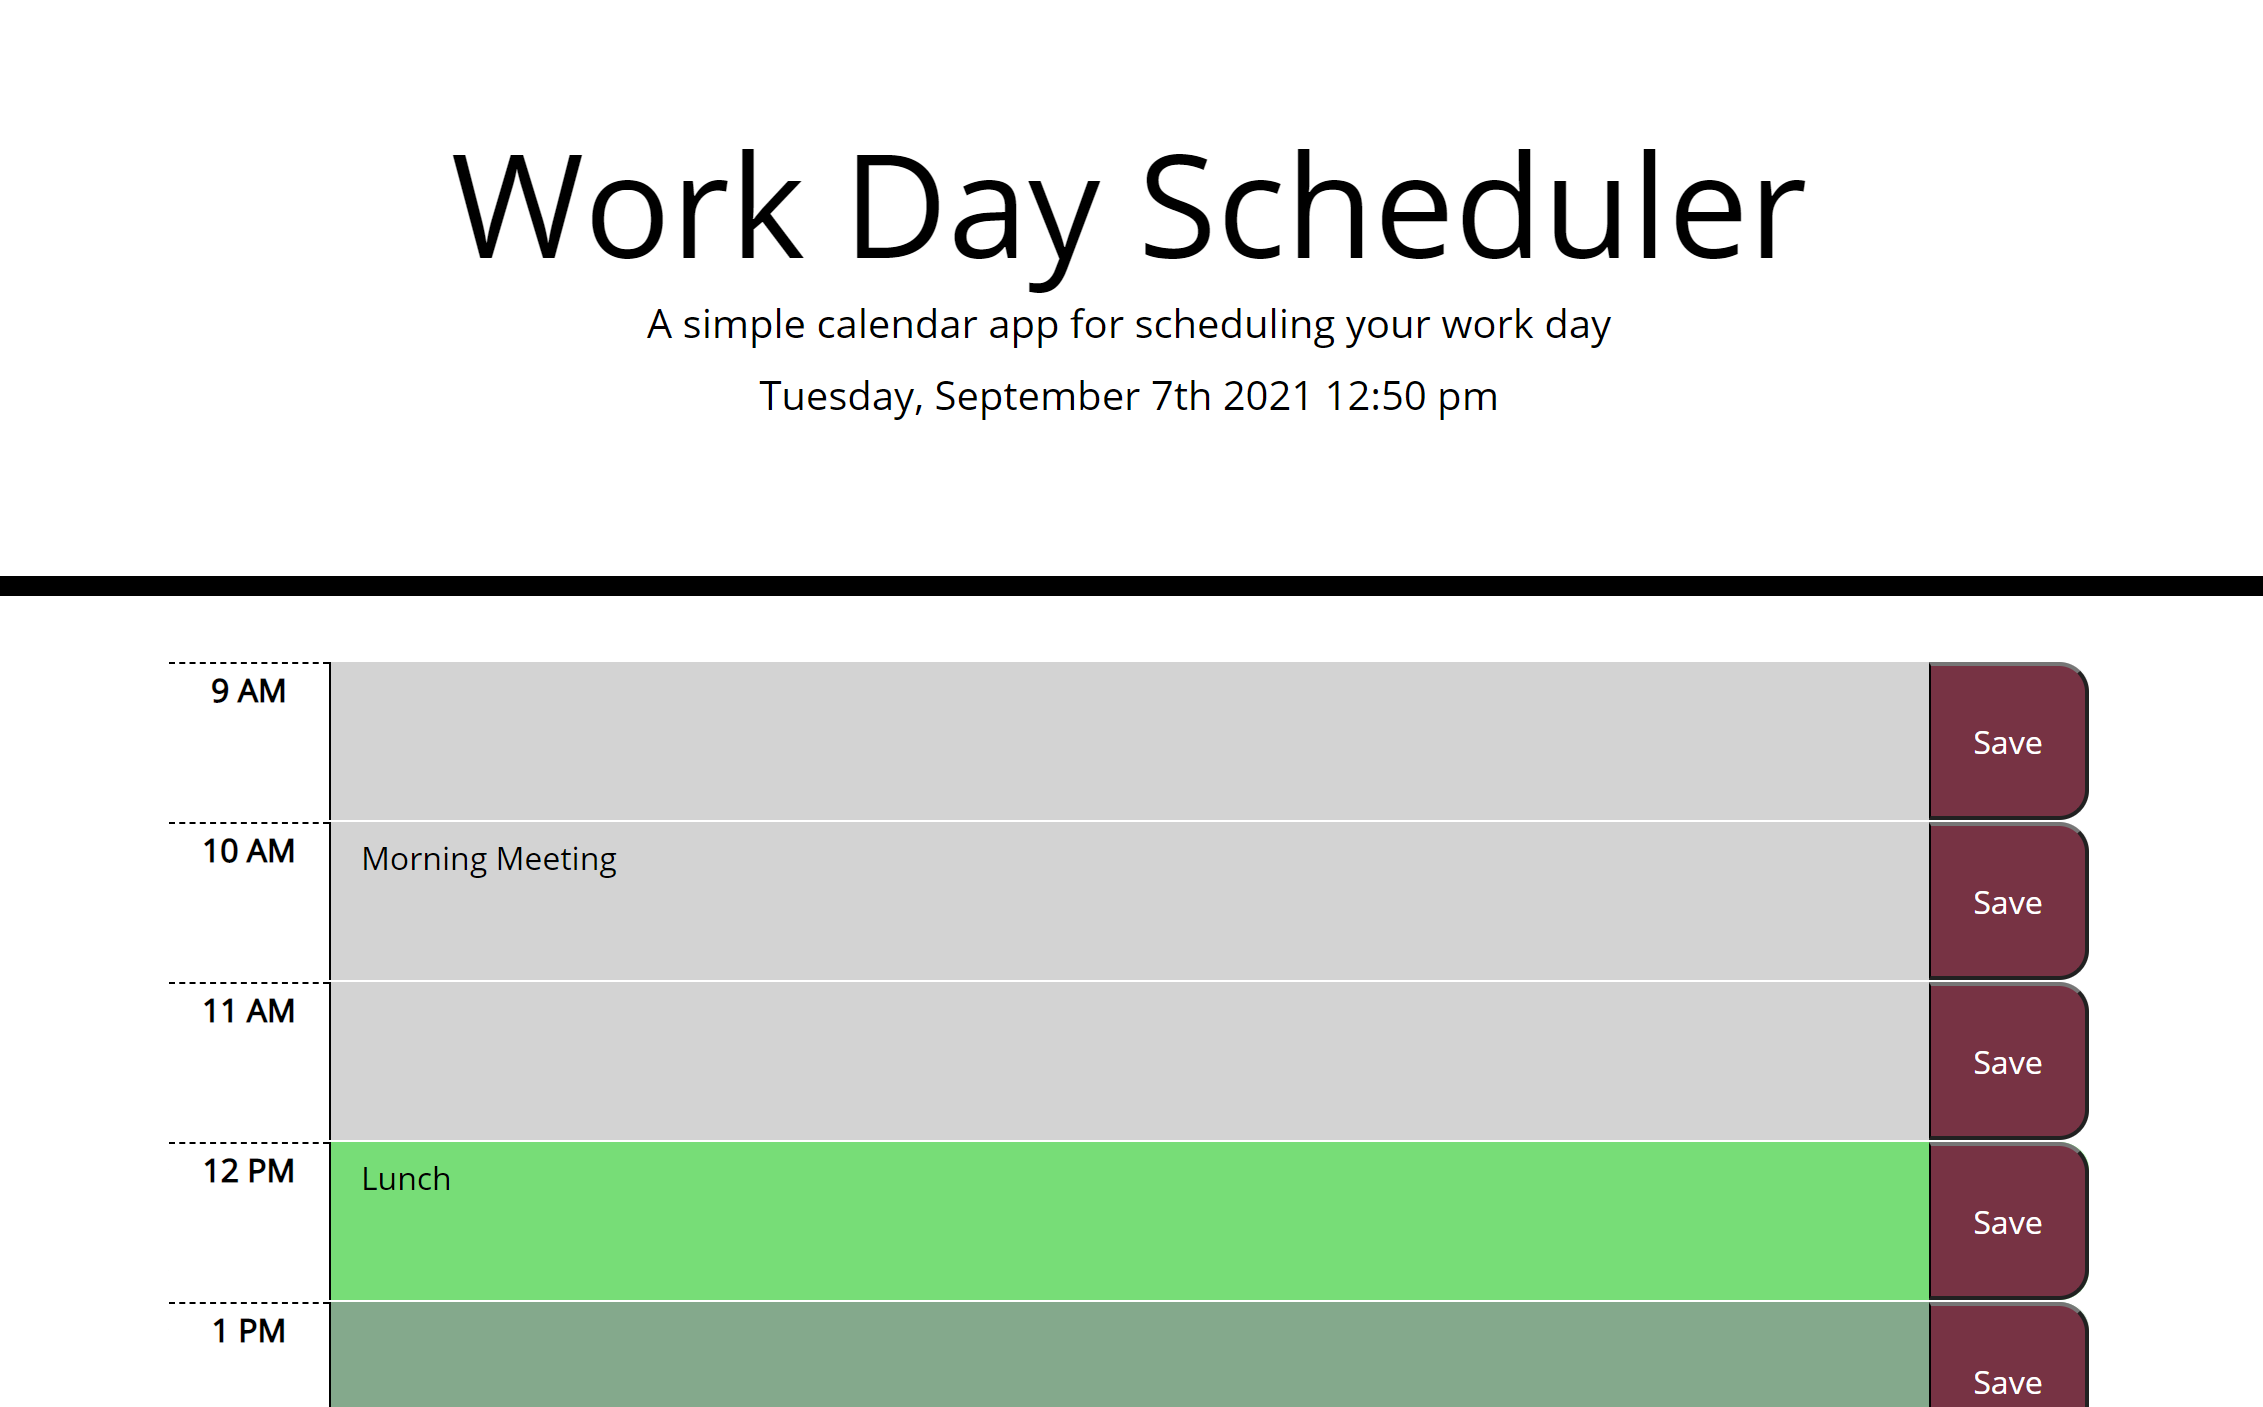 Work Day Scheduler
A simple calendar app for scheduling your work day
Tuesday, September 7th 2021 12:50 pm
9 AM
Save
10 AM
Morning Meeting
Save
11 AM
Save
12 PM
Lunch
Save
1 PM
Save